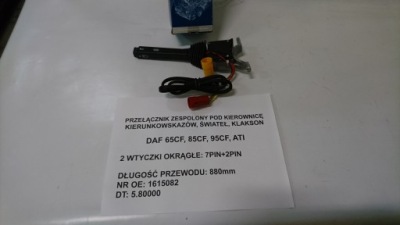 PRZEŁĄCZNIK ZESPOLONY POD KIEROWNICĘ
KIERUNKOWSKAZÓW, ŚWIATEŁ, KLAKSON
DAF 65CF, 85CF, 95CF, ATI
2 WTYCZKI OKRĄGŁE: 7PIN+2PIN
DŁUGOŚĆ PRZEWODU: 880mm
NR OE: 1615082
DT: 5.80000